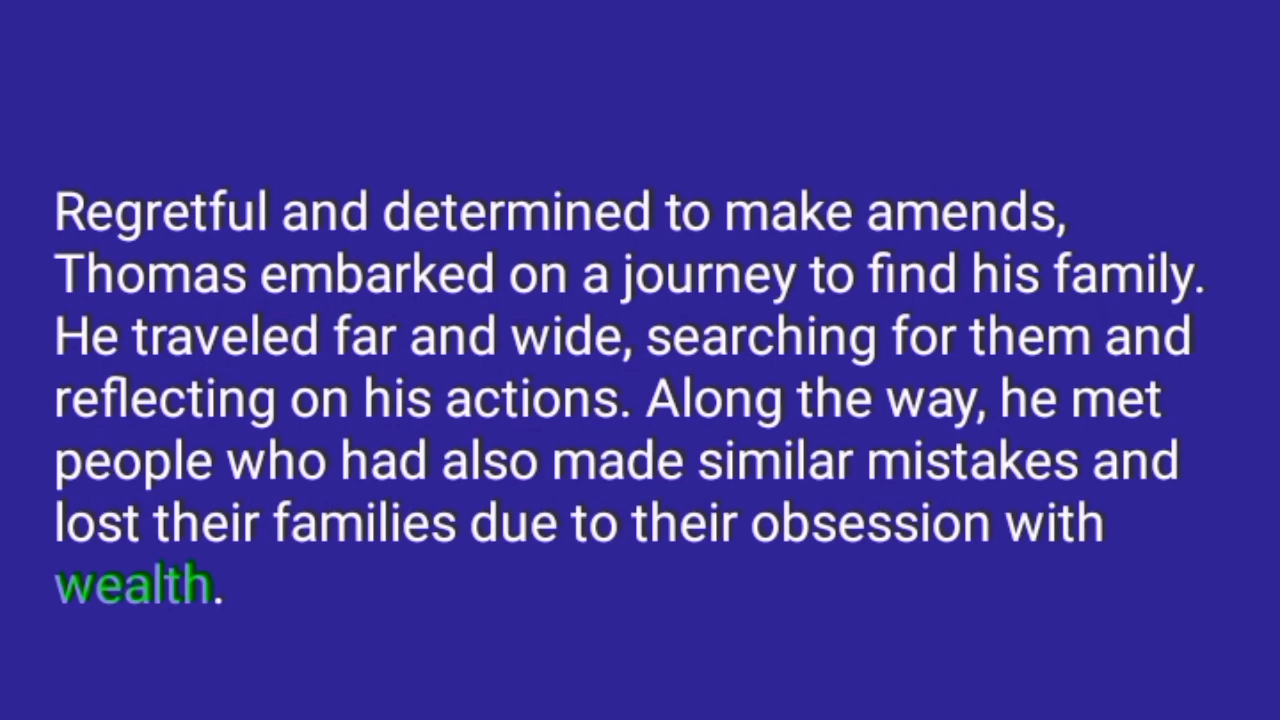 Regretful and determined to make amends,
Thomas embarked on a journey to find his family.
He traveled far and wide, searching for them and
reflecting on his actions. Along the way, he met
people who had also made similar mistakes and
lost their families due to their obsession with
wealth.